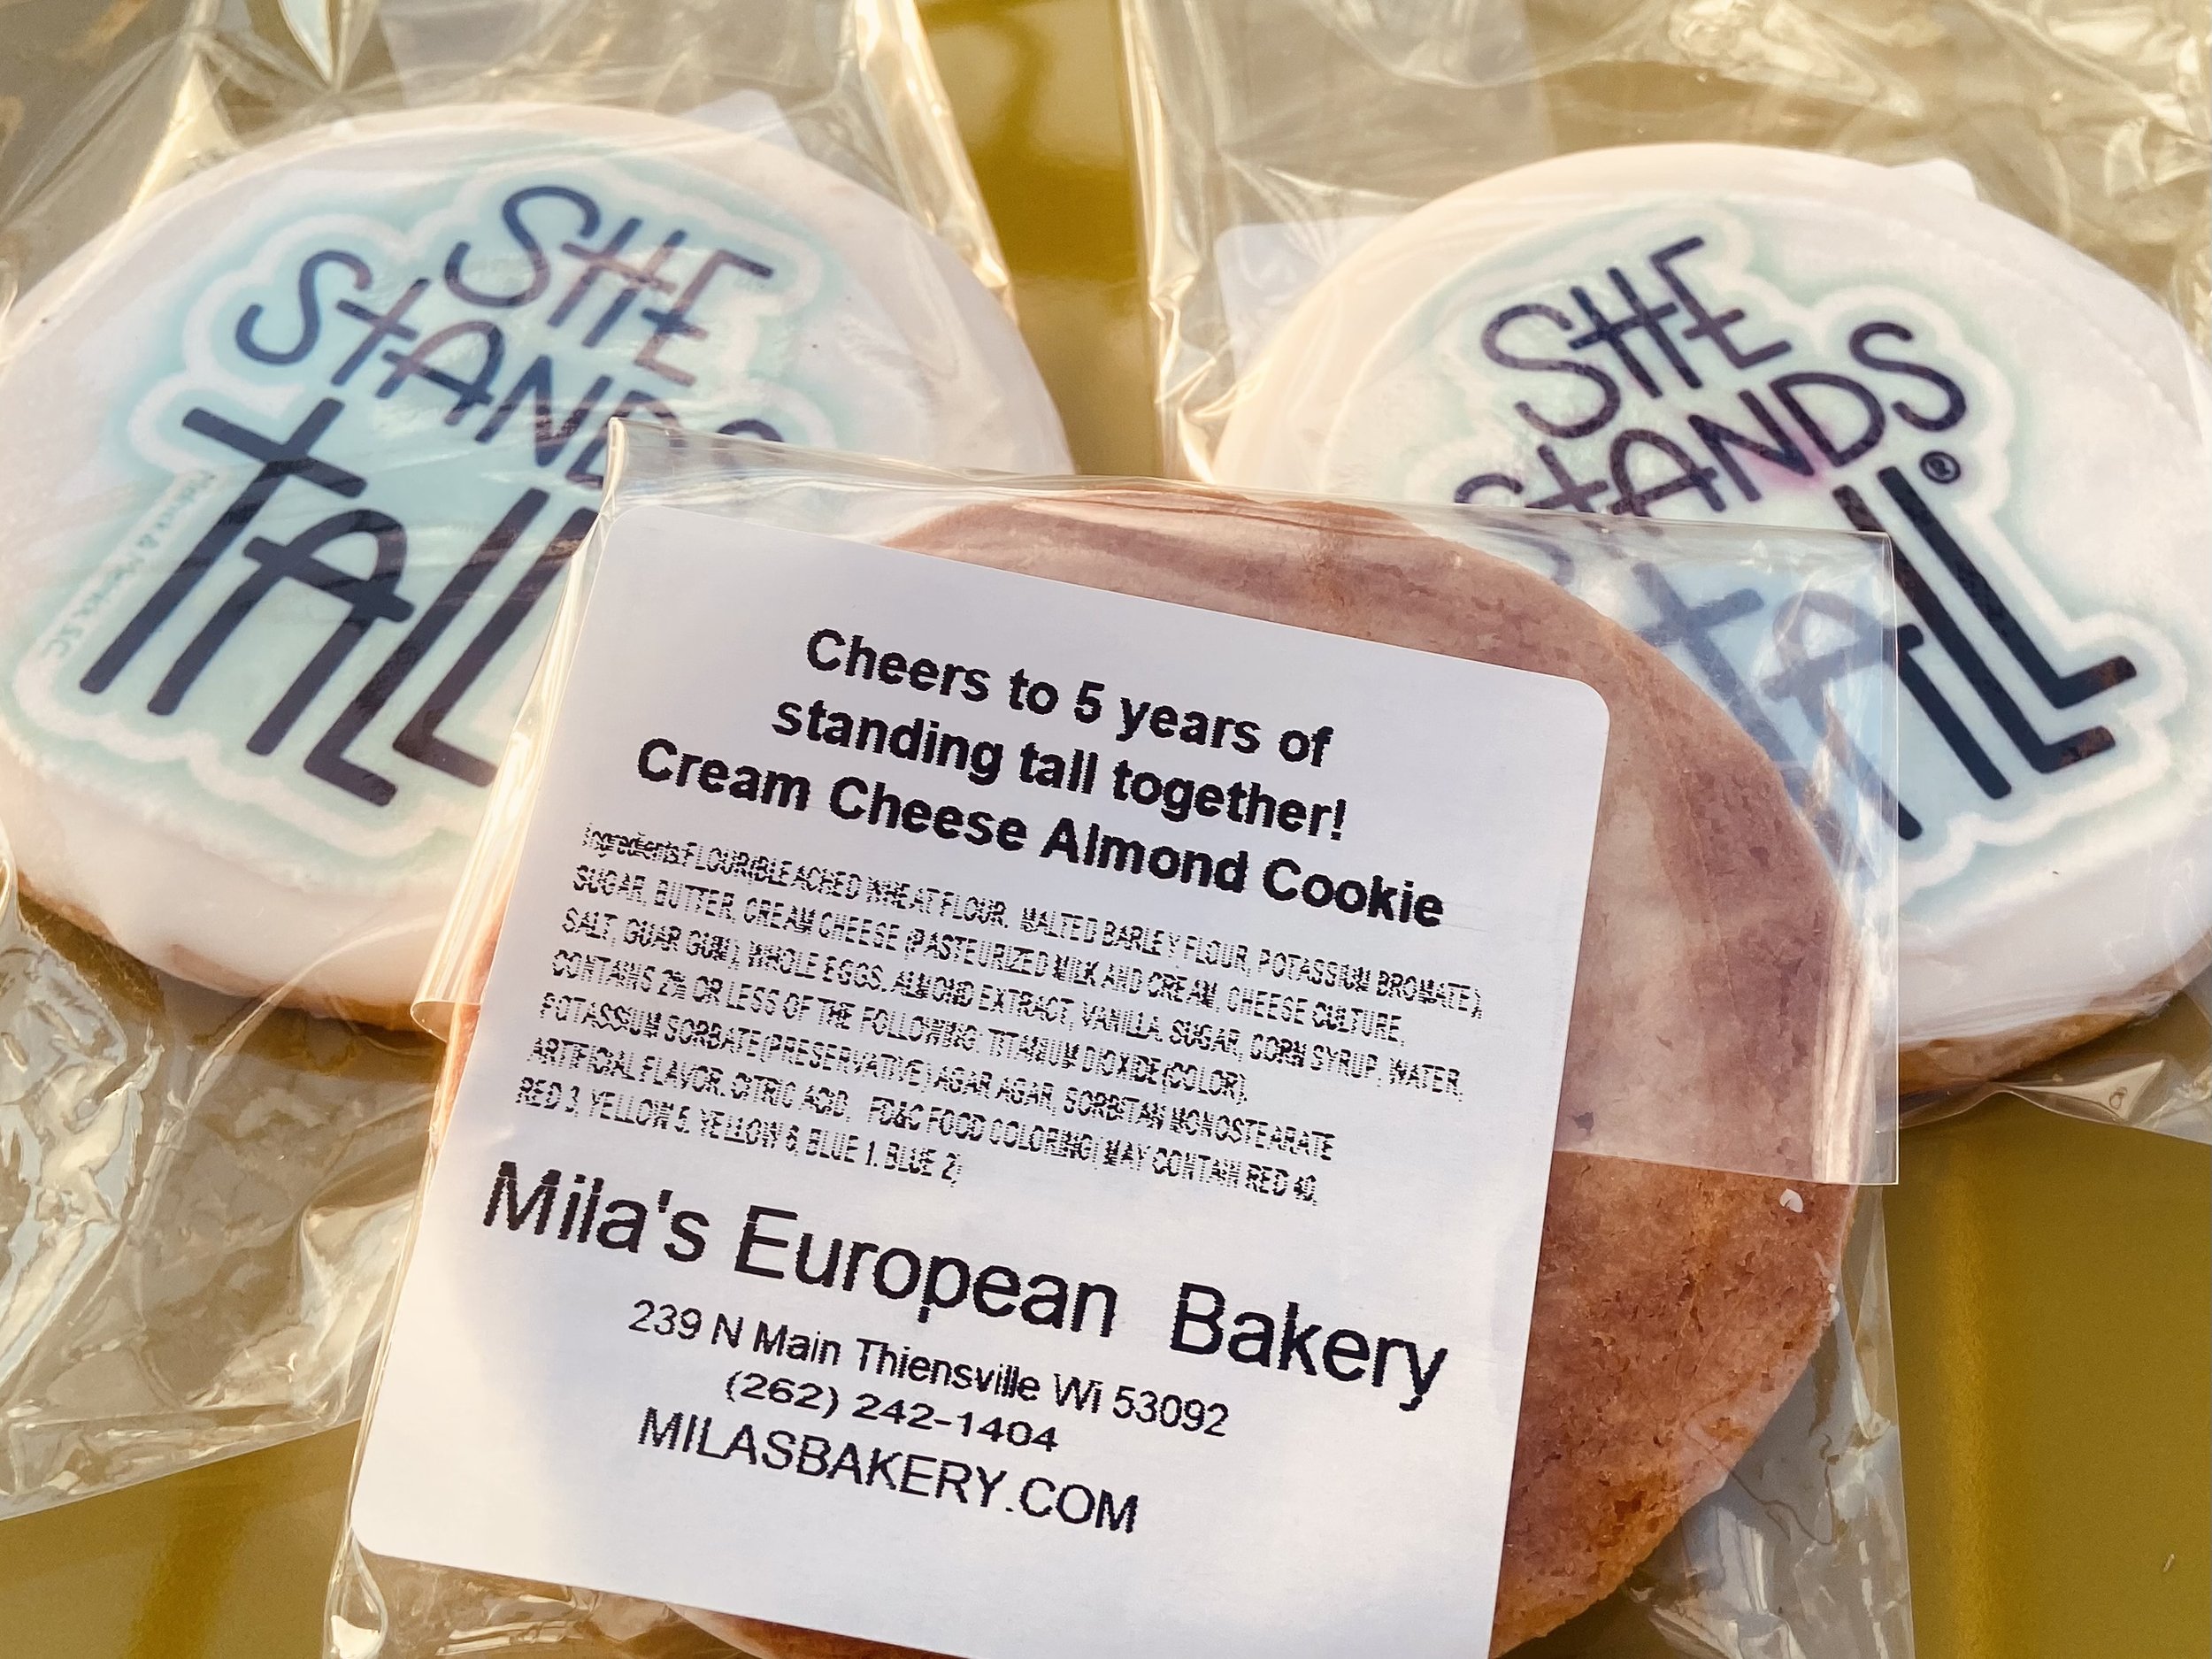 SHE
STANDS
TALL
SHE
STANDS
TALL®
Cheers to 5 years of
standing tall together!
Cream Cheese Almond Cookie
Ingredients:FLOUR(BLEACHED WHEAT FLOUR, MALTED BARLEY FLOUR, POTASSIUM BROMATE),
SUGAR, BUTTER, CREAM CHEESE (PASTEURIZED MILK AND CREAM, CHEESE CULTURE,
SALT, GUAR GUM), WHOLE EGGS, ALMOND EXTRACT, VANILLA. SUGAR, CORN SYRUP, WATER.
CONTAINS 2% OR LESS OF THE FOLLOWING: TITANIUM DIOXIDE(COLOR),
POTASSIUM SORBATE(PRESERVATIVE) AGAR AGAR, SORBITAN MONOSTEARATE
ARTIFICIAL FLAVOR, CITRIC ACID, FD&C FOOD COLORING( MAY CONTAIN RED 40,
RED 3, YELLOW 5, YELLOW 6, BLUE 1, BLUE 2),
Mila's European Bakery
239 N Main Thiensville Wi 53092
(262) 242-1404
MILASBAKERY.COM